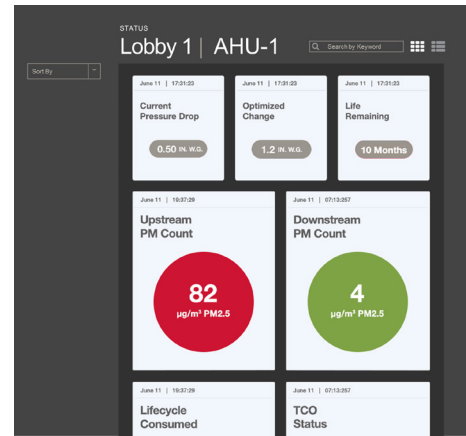 STATUS
Lobby 1 | AHU-1
Search by Keyword
Sort By
June 11 | 17:31:23
Current
Pressure Drop
0.50 IN. W.G.
June 11 | 17:31:23
Optimized
Change
1.2 IN. W.G.
June 11 | 17:31:23
Life
Remaining
10 Months
June 11 | 19:37:29
Upstream
PM Count
82
µg/m³ PM2.5
June 11 | 07:13:257
Downstream
PM Count
4
µg/m³ PM2.5
June 11 | 19:37:29
Lifecycle
Consumed
June 11 | 07:13:257
TCO
Status